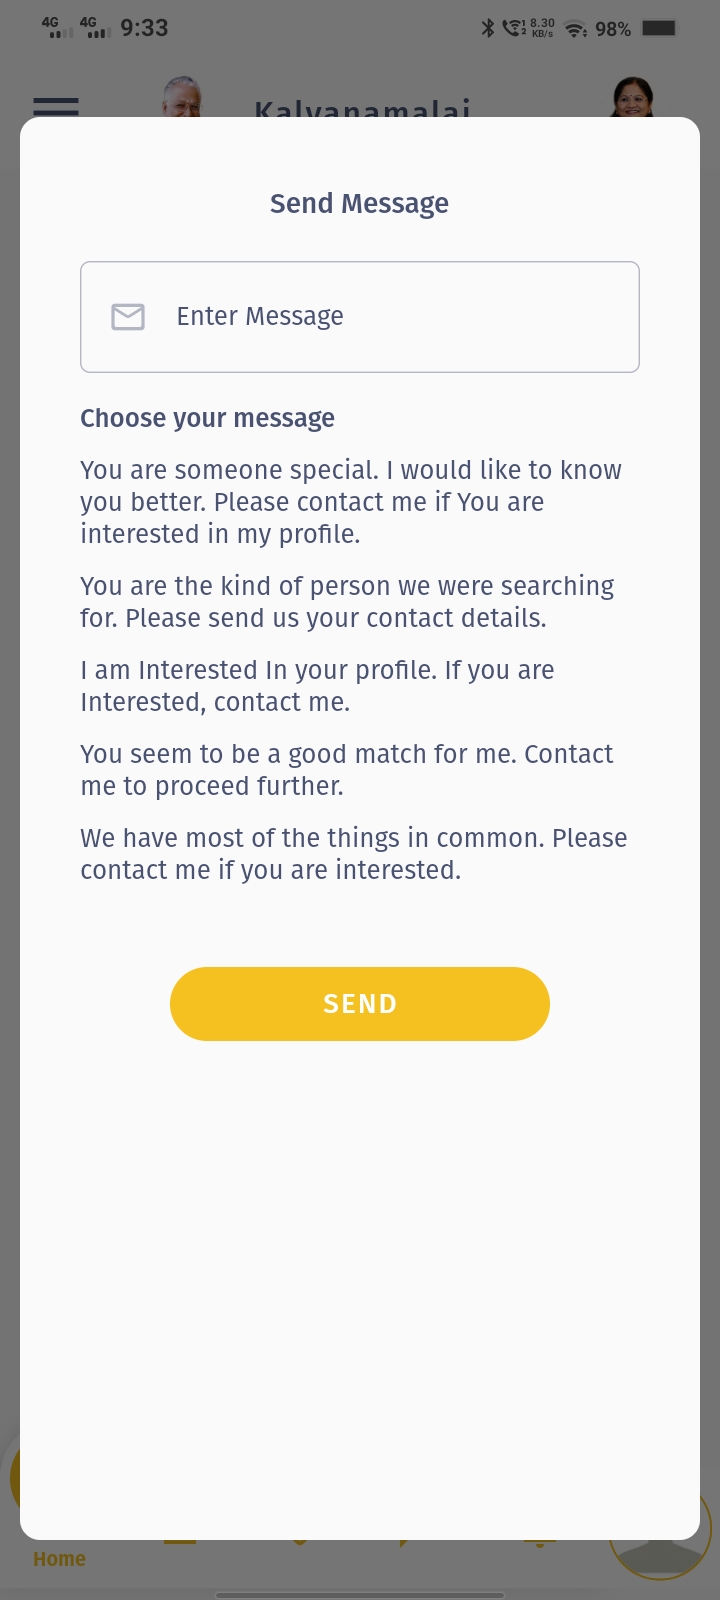 4G 4G 9:33 8.30 KB/s 98%
Kalyanamalai
Send Message
Enter Message
Choose your message
You are someone special. I would like to know
you better. Please contact me if You are
interested in my profile.
You are the kind of person we were searching
for. Please send us your contact details.
I am Interested In your profile. If you are
Interested, contact me.
You seem to be a good match for me. Contact
me to proceed further.
We have most of the things in common. Please
contact me if you are interested.
SEND
Home